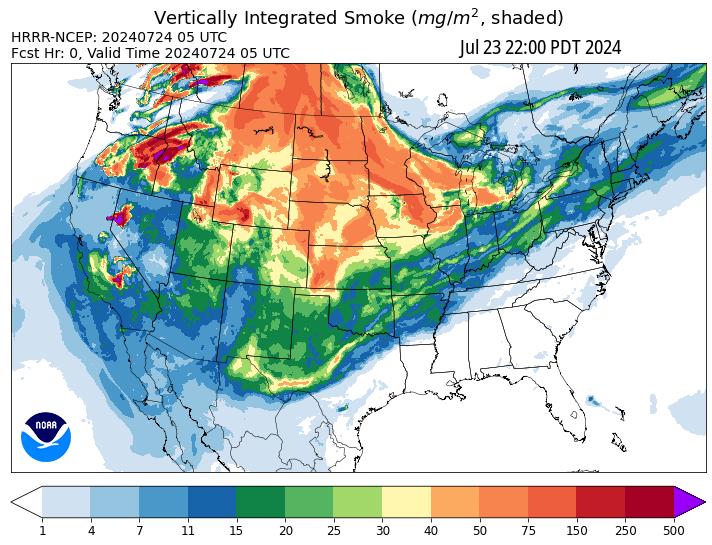 Vertically Integrated Smoke (mg/m², shaded)
HRRR-NCEP: 20240724 05 UTC
Fcst Hr: 0, Valid Time 20240724 05 UTC
Jul 23 22:00 PDT 2024
NOAA
1 4 7 11 15 20 25 30 40 50 75 150 250 500